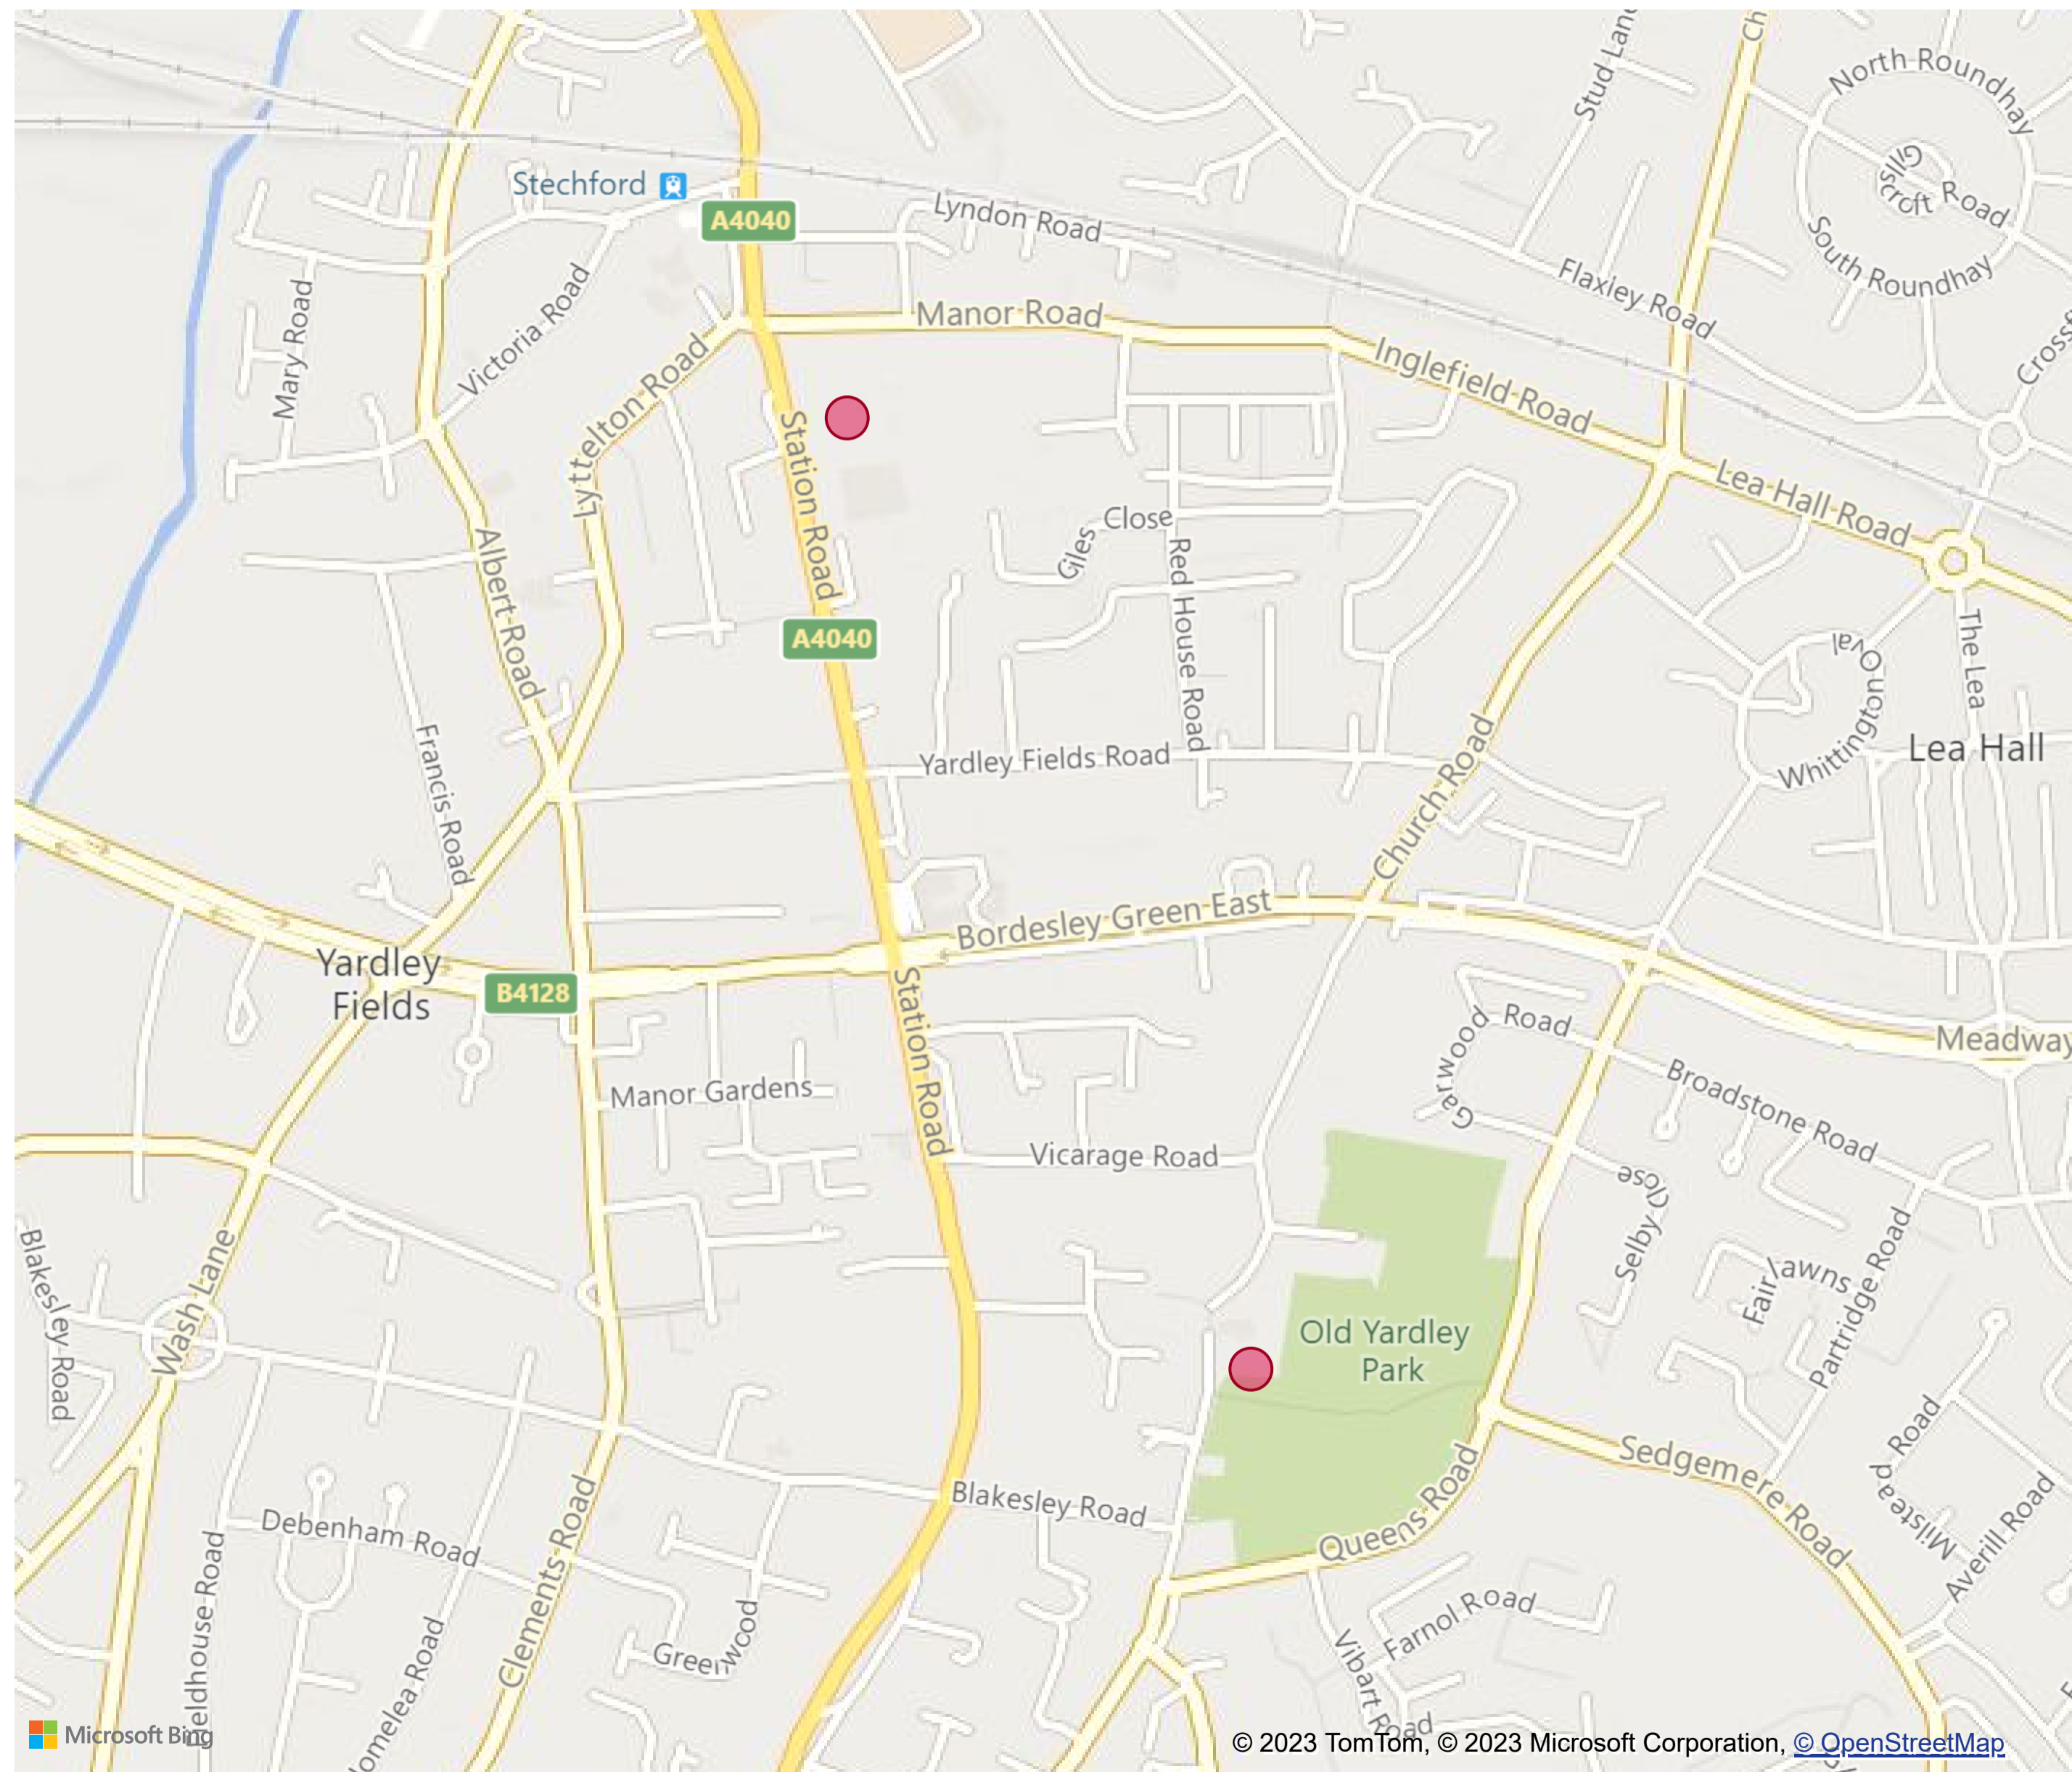 North Roundhay
Stud Lane
Gillscroft Road
Stechford
A4040
Lyndon Road
South Roundhay
Flaxley Road
Mary Road
Victoria Road
Manor Road
Inglefield Road
Lyttelton Road
Station Road
Lea Hall Road
Giles Close
Albert Road
Red House Road
A4040
The Lea
Whittington Oval
Francis Road
Yardley Fields Road
Church Road
Lea Hall
Bordesley Green East
Yardley
Fields
B4128
Station Road
Garwood Road
Meadway
Manor Gardens
Broadstone Road
Vicarage Road
Selby Close
Blakesley Road
Wash Lane
Fairlawns
Partridge Road
Old Yardley
Park
Sedgemere Road
Milstead Road
Averill Road
Queens Road
Blakesley Road
Debenham Road
Clements Road
Fieldhouse Road
Homelea Road
Greenwood
Farnol Road
Vibart Road
Microsoft Bing
© 2023 TomTom, © 2023 Microsoft Corporation, © OpenStreetMap